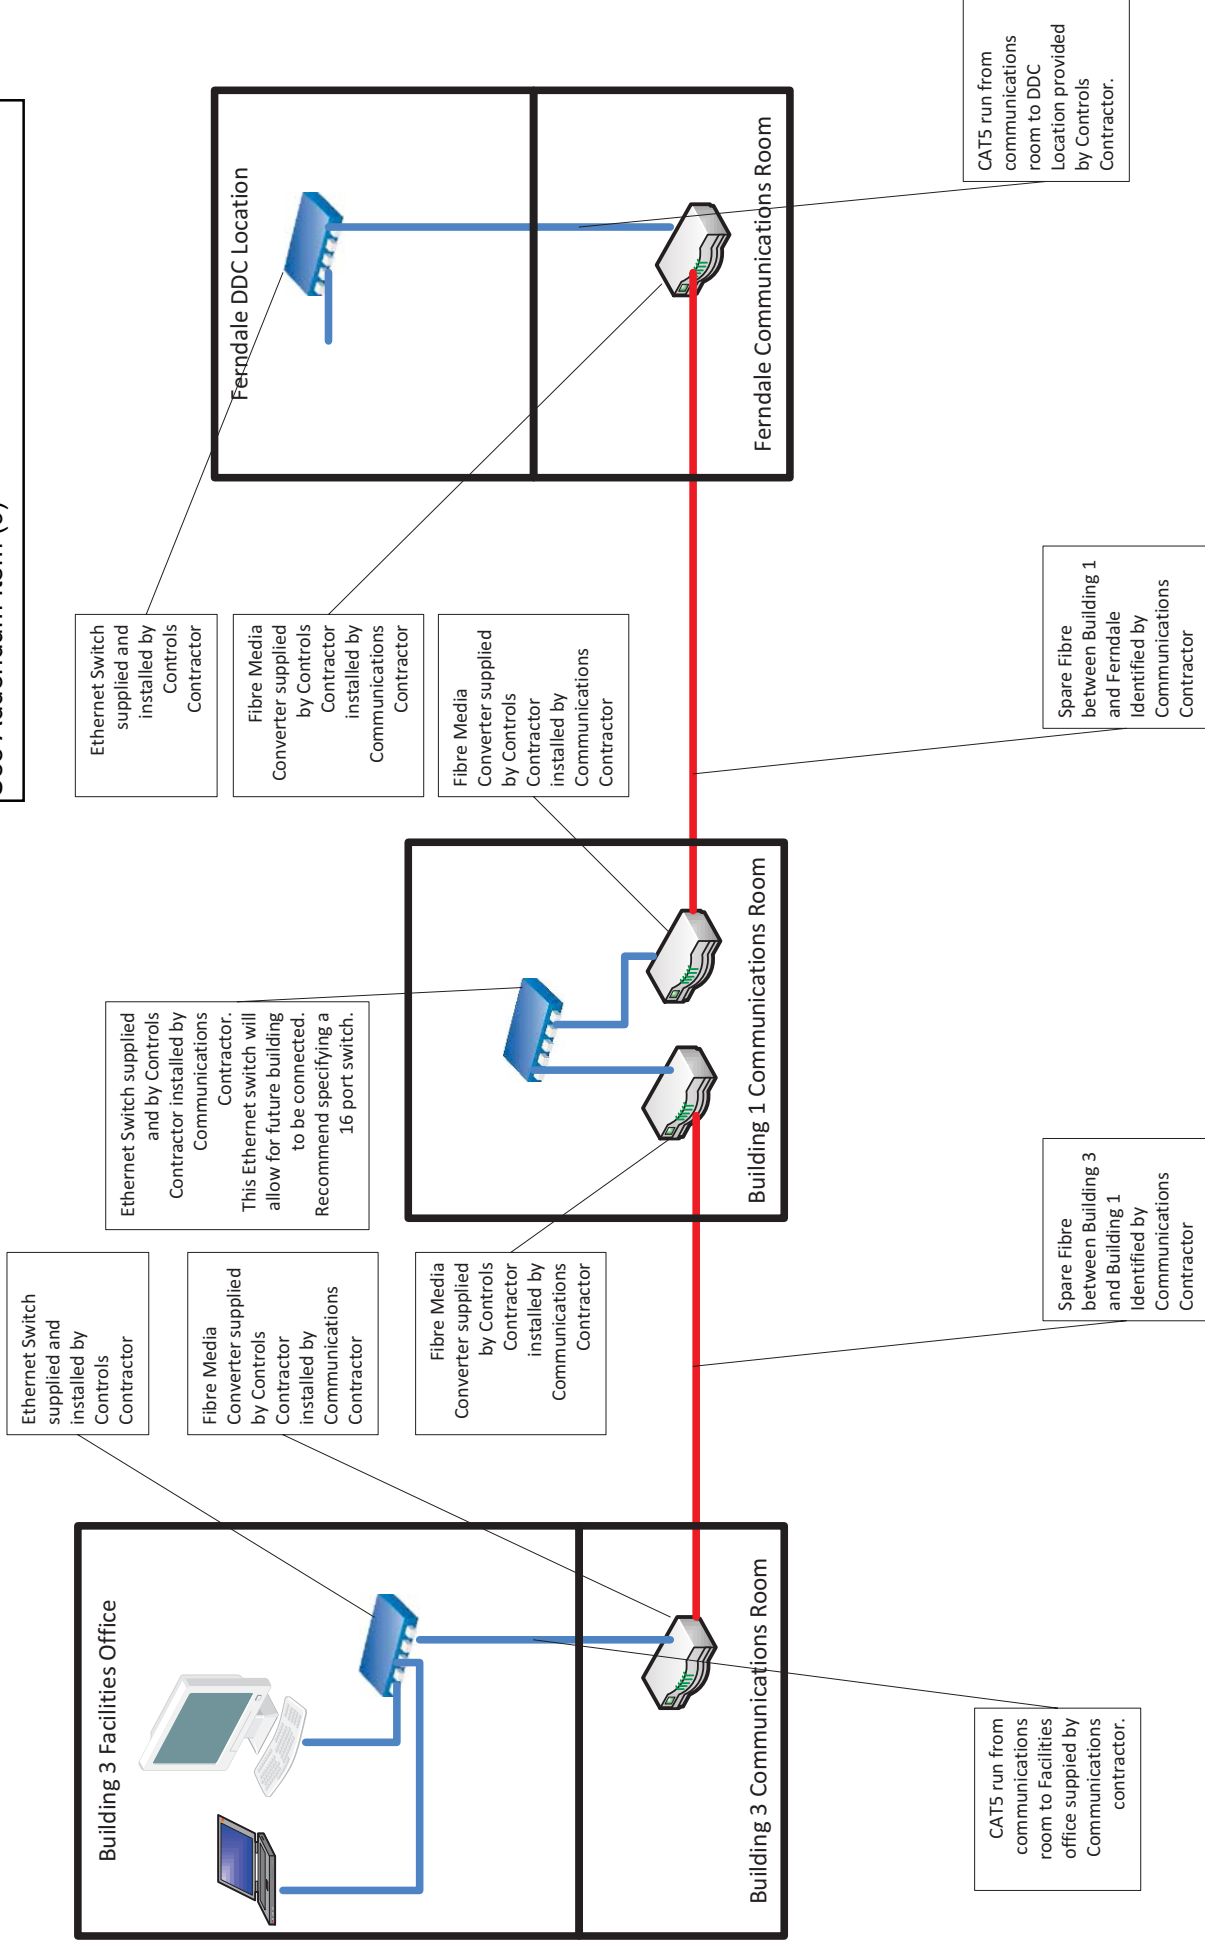 Building 3 Facilities Office
Building 3 Communications Room
Ethernet Switch
supplied and
installed by
Controls
Contractor
Fibre Media
Converter supplied
by Controls
Contractor
installed by
Communications
Contractor
CAT5 run from
communications
room to Facilities
office suppied by
Communications
contractor.
Ethernet Switch supplied
and by Controls
Contractor installed by
Communications
Contractor.
This Ethernet switch will
allow for future building
to be connected.
Recommend specifying a
16 port switch.
Fibre Media
Converter supplied
by Controls
Contractor
installed by
Communications
Contractor
Building 1 Communications Room
Spare Fibre
between Building 3
and Building 1
Identified by
Communications
Contractor
Ethernet Switch
supplied and
installed by
Controls
Contractor
Fibre Media
Converter supplied
by Controls
Contractor
installed by
Communications
Contractor
Fibre Media
Converter supplied
by Controls
Contractor
installed by
Communications
Contractor
Spare Fibre
between Building 1
and Ferndale
Identified by
Communications
Contractor
Ferndale DDC Location
Ferndale Communications Room
CAT5 run from
communications
room to DDC
Location provided
by Controls
Contractor.